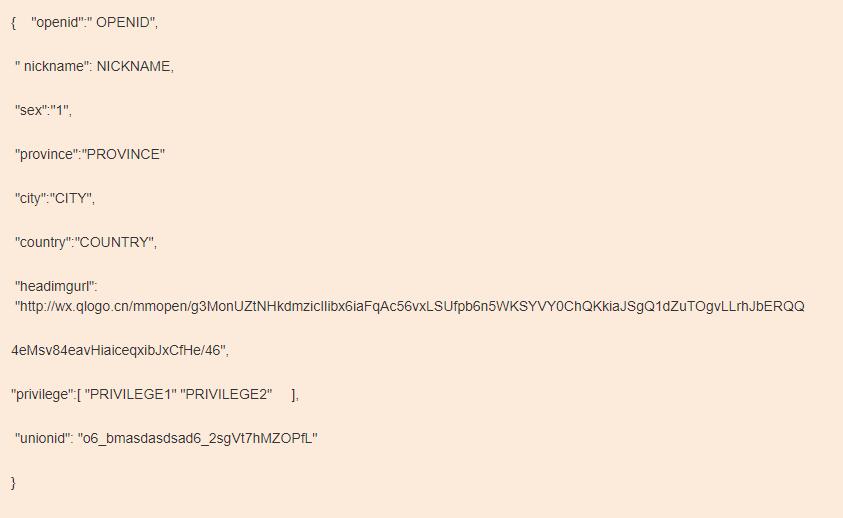 {    "openid":" OPENID",
" nickname": NICKNAME,
"sex":"1",
"province":"PROVINCE"
"city":"CITY",
"country":"COUNTRY",
"headimgurl":
"http://wx.qlogo.cn/mmopen/g3MonUZtNHkdmzicIlibx6iaFqAc56vxLSUfpb6n5WKSYVY0ChQKkiaJSgQ1dZuTOgvLLrhJbERQQ
4eMsv84eavHiaiceqxibJxCfHe/46",
"privilege":[ "PRIVILEGE1" "PRIVILEGE2"     ],
"unionid": "o6_bmasdasdsad6_2sgVt7hMZOPfL"
}